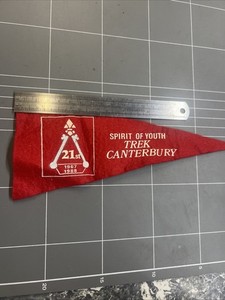 21ST
1967
1988
SPIRIT OF YOUTH
TREK
CANTERBURY